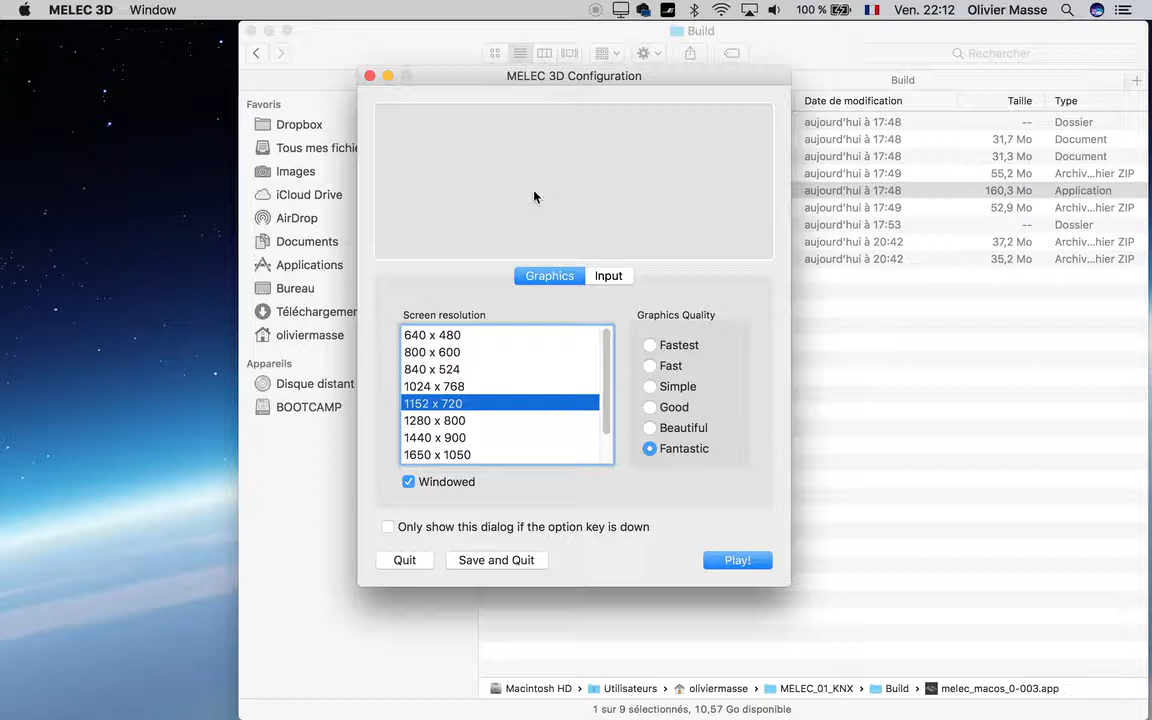 MELEC 3D Window 100 % Ven. 22:12 Olivier Masse
Build
Rechercher
Build
MELEC 3D Configuration
Favoris
Dropbox
Tous mes fichie
Images
iCloud Drive
AirDrop
Documents
Applications
Bureau
Téléchargemer
oliviermasse
Appareils
Disque distant
BOOTCAMP
Date de modification Taille Type
aujourd'hui à 17:48 -- Dossier
aujourd'hui à 17:48 31,7 Mo Document
aujourd'hui à 17:48 31,3 Mo Document
aujourd'hui à 17:49 55,2 Mo Archiv...hier ZIP
aujourd'hui à 17:48 160,3 Mo Application
aujourd'hui à 17:49 52,9 Mo Archiv...hier ZIP
aujourd'hui à 17:53 -- Dossier
aujourd'hui à 20:42 37,2 Mo Archiv...hier ZIP
aujourd'hui à 20:42 35,2 Mo Archiv...hier ZIP
Graphics Input
Screen resolution
640 x 480
800 x 600
840 x 524
1024 x 768
1152 x 720
1280 x 800
1440 x 900
1650 x 1050
Windowed
Graphics Quality
Fastest
Fast
Simple
Good
Beautiful
Fantastic
Only show this dialog if the option key is down
Quit Save and Quit Play!
Macintosh HD › Utilisateurs › oliviermasse › MELEC_01_KNX › Build › melec_macos_0-003.app
1 sur 9 sélectionnés, 10,57 Go disponible